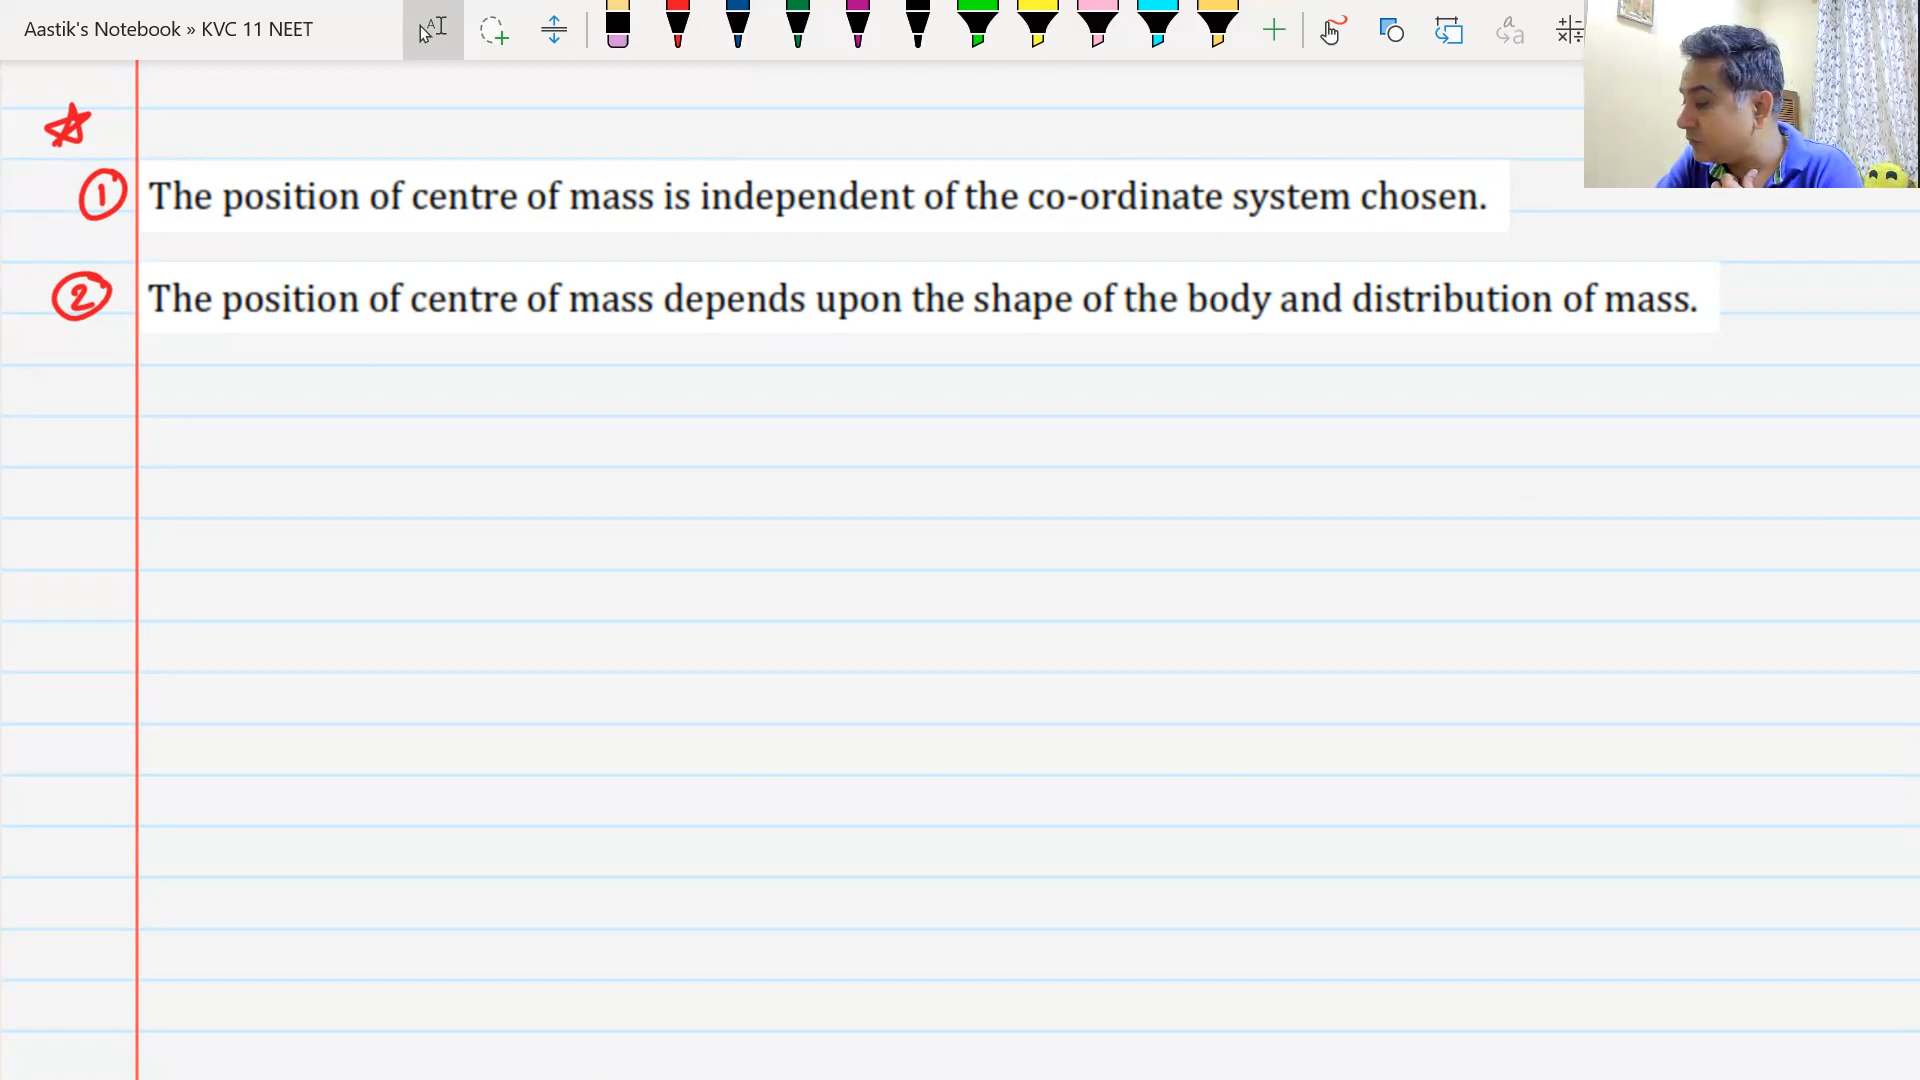 Aastik's Notebook » KVC 11 NEET
① The position of centre of mass is independent of the co-ordinate system chosen.
② The position of centre of mass depends upon the shape of the body and distribution of mass.